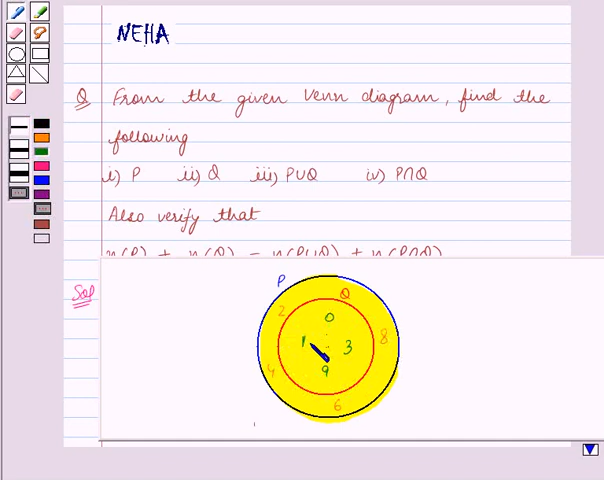 NEHA
Q From the given Venn diagram, find the
following
i) P ii) Q iii) P∪Q iv) P∩Q
Also verify that
n(P) + n(Q) = n(P∪Q) + n(P∩Q)
Sol
P
Q
2
0
8
1
3
4
9
6